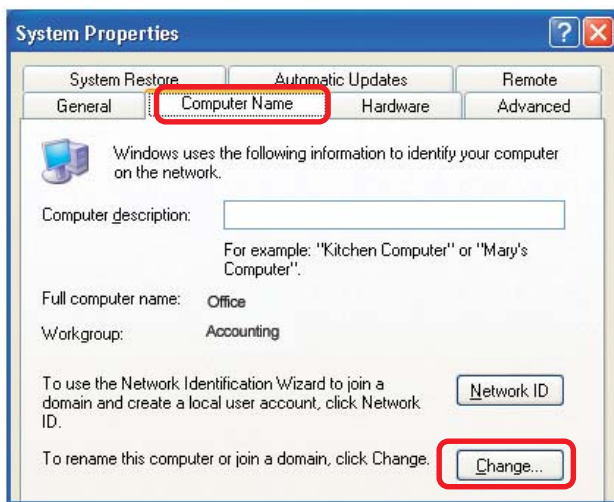 System Properties
?
X
System Restore
Automatic Updates
Remote
General
Computer Name
Hardware
Advanced
Windows uses the following information to identify your computer
on the network.
Computer description:
For example: "Kitchen Computer" or "Mary's
Computer".
Full computer name: Office
Workgroup: Accounting
To use the Network Identification Wizard to join a
domain and create a local user account, click Network
ID.
Network ID
To rename this computer or join a domain, click Change.
Change...